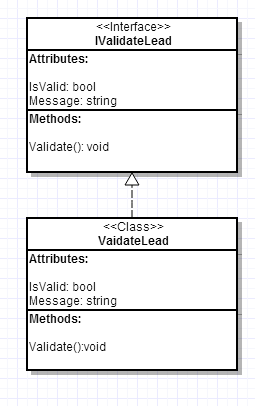 <<Interface>>
IValidateLead
Attributes:
IsValid: bool
Message: string
Methods:
Validate(): void
<<Class>>
VaidateLead
Attributes:
IsValid: bool
Message: string
Methods:
Validate():void